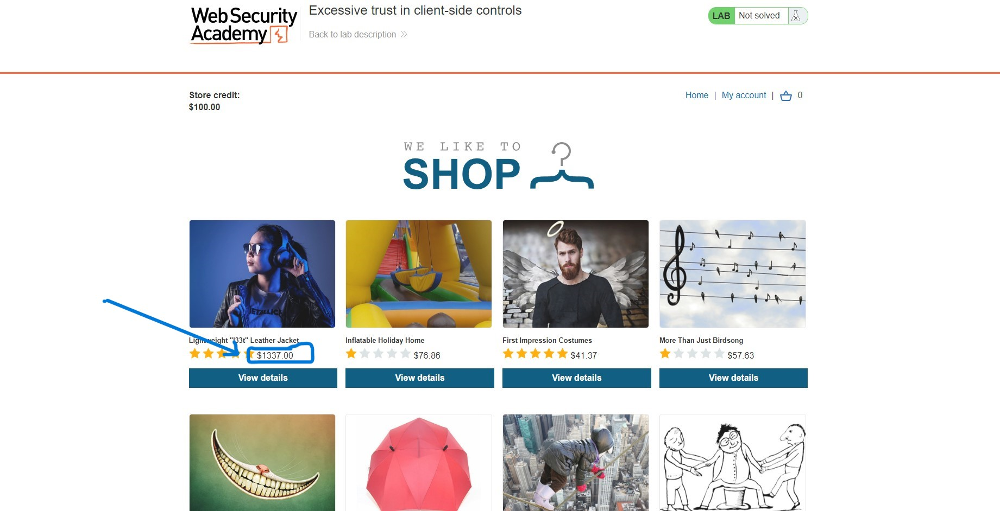 Web Security
Academy
Excessive trust in client-side controls
Back to lab description
LAB Not solved
Store credit:
$100.00
Home | My account | 0
WE LIKE TO
SHOP
METALLIC
Lightweight "l33t" Leather Jacket
$1337.00
View details
Inflatable Holiday Home
$76.86
View details
First Impression Costumes
$41.37
View details
More Than Just Birdsong
$57.63
View details